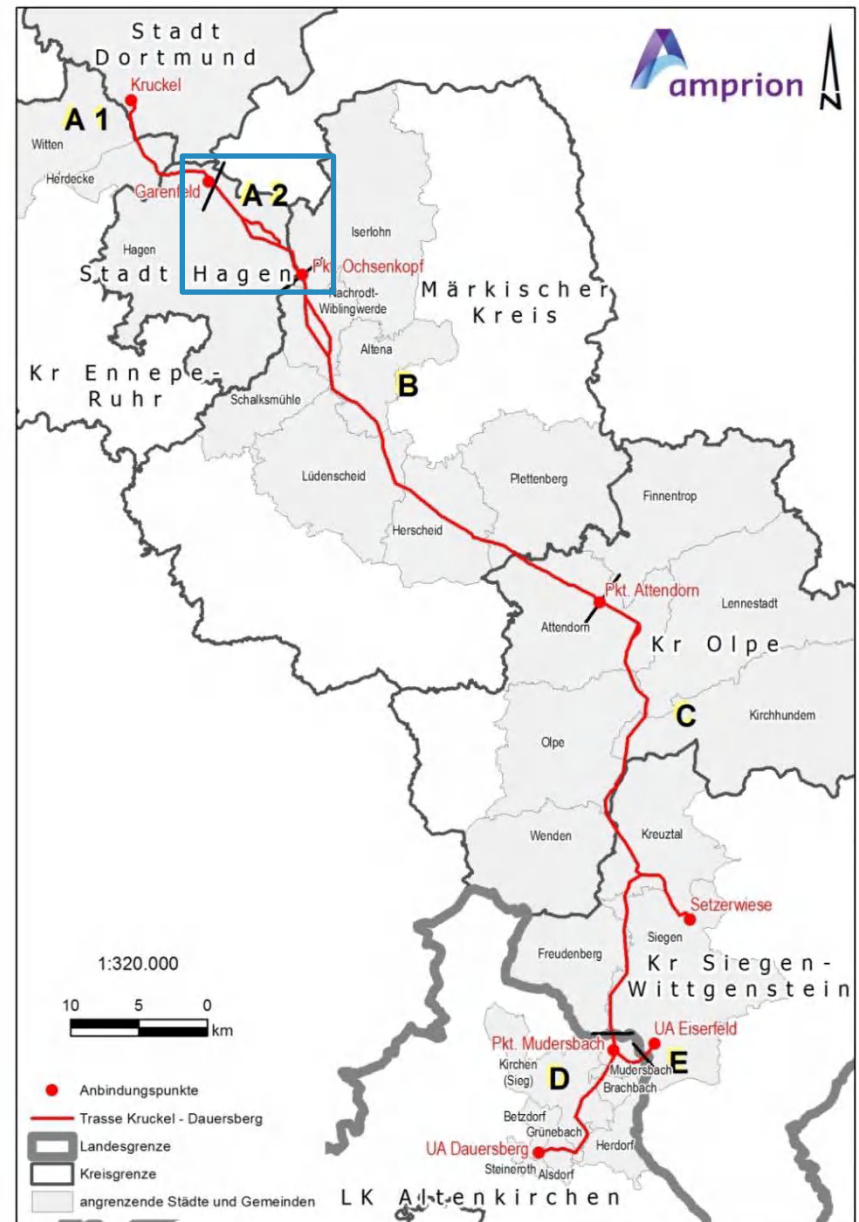 Stadt
Dortmund
amprion
N
Kruckel
A 1
Witten
Herdecke
Garenfeld
A 2
Iserlohn
Hagen
Stadt Hagen
Pkt. Ochsenkopf
Nachrodt-
Wiblingwerde
Märkischer
Kreis
Altena
Kr Ennepe-
Ruhr
B
Schalksmühle
Lüdenscheid
Plettenberg
Finnentrop
Herscheid
Pkt. Attendorn
Lennestadt
Attendorn
Kr Olpe
C
Kirchhundem
Olpe
Wenden
Kreuztal
Setzerwiese
Siegen
Freudenberg
Kr Siegen-
Wittgenstein
1:320.000
10 5 0
km
UA Eiserfeld
Pkt. Mudersbach
E
Kirchen
(Sieg)
D
Mudersbach
Brachbach
Betzdorf
Grünebach
Herdorf
UA Dauersberg
Steineroth
Alsdorf
LK Altenkirchen
Anbindungspunkte
Trasse Kruckel - Dauersberg
Landesgrenze
Kreisgrenze
angrenzende Städte und Gemeinden